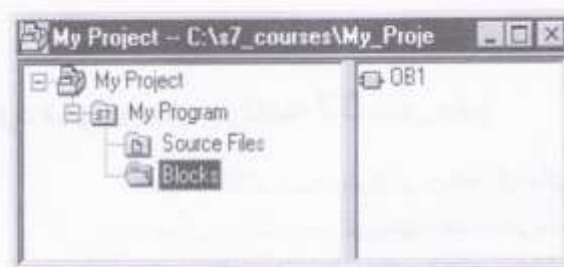 My Project -- C:\s7_courses\My_Proje
My Project
My Program
Source Files
Blocks
OB1